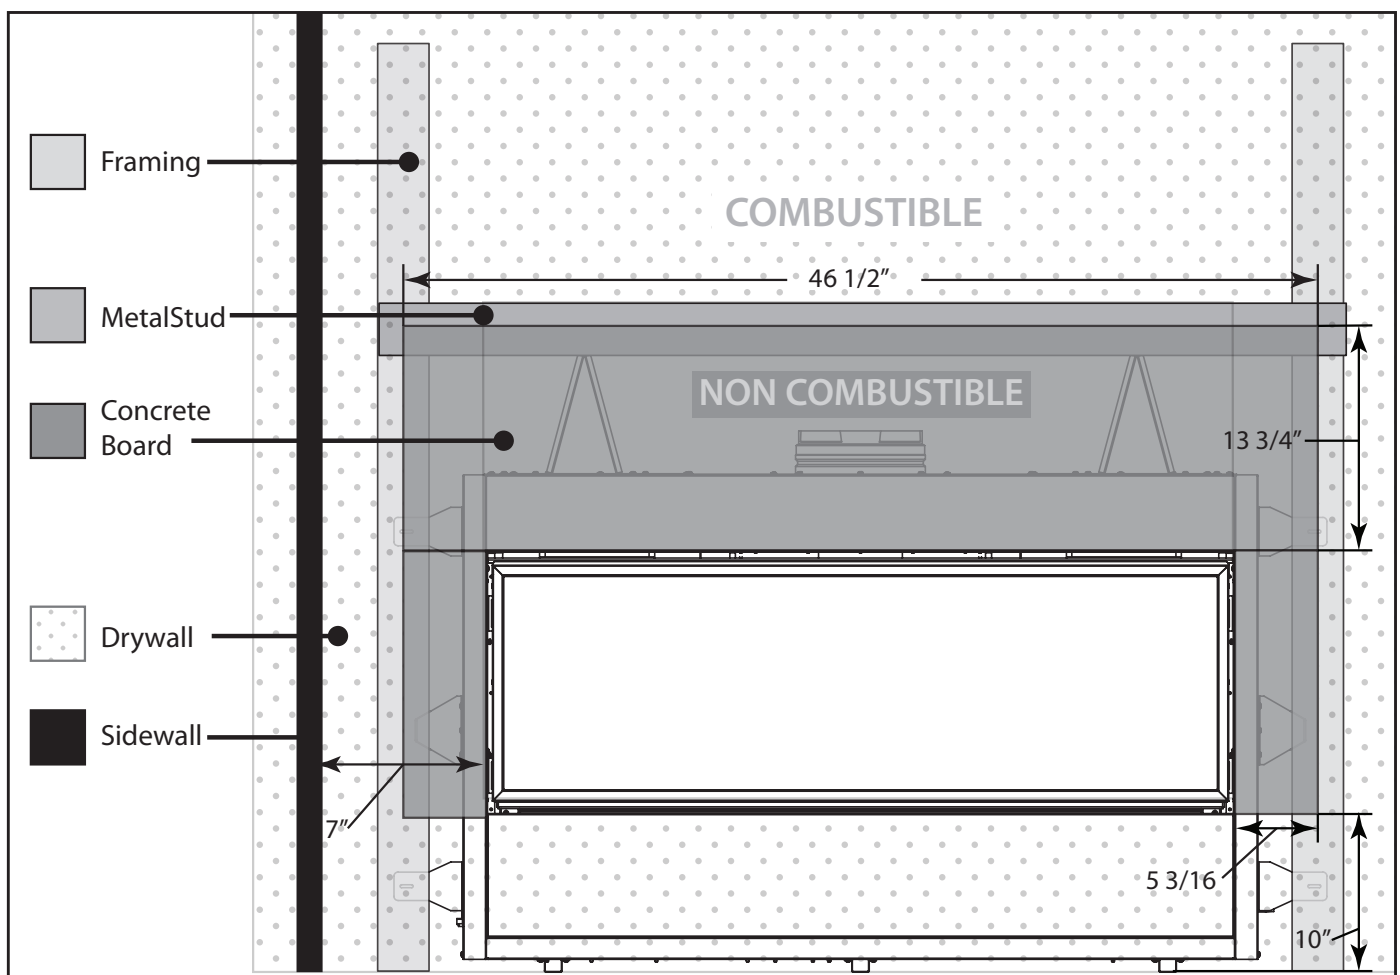 Framing
COMBUSTIBLE
46 1/2”
MetalStud
NON COMBUSTIBLE
Concrete
Board
13 3/4”
Drywall
Sidewall
7”
5 3/16
10”